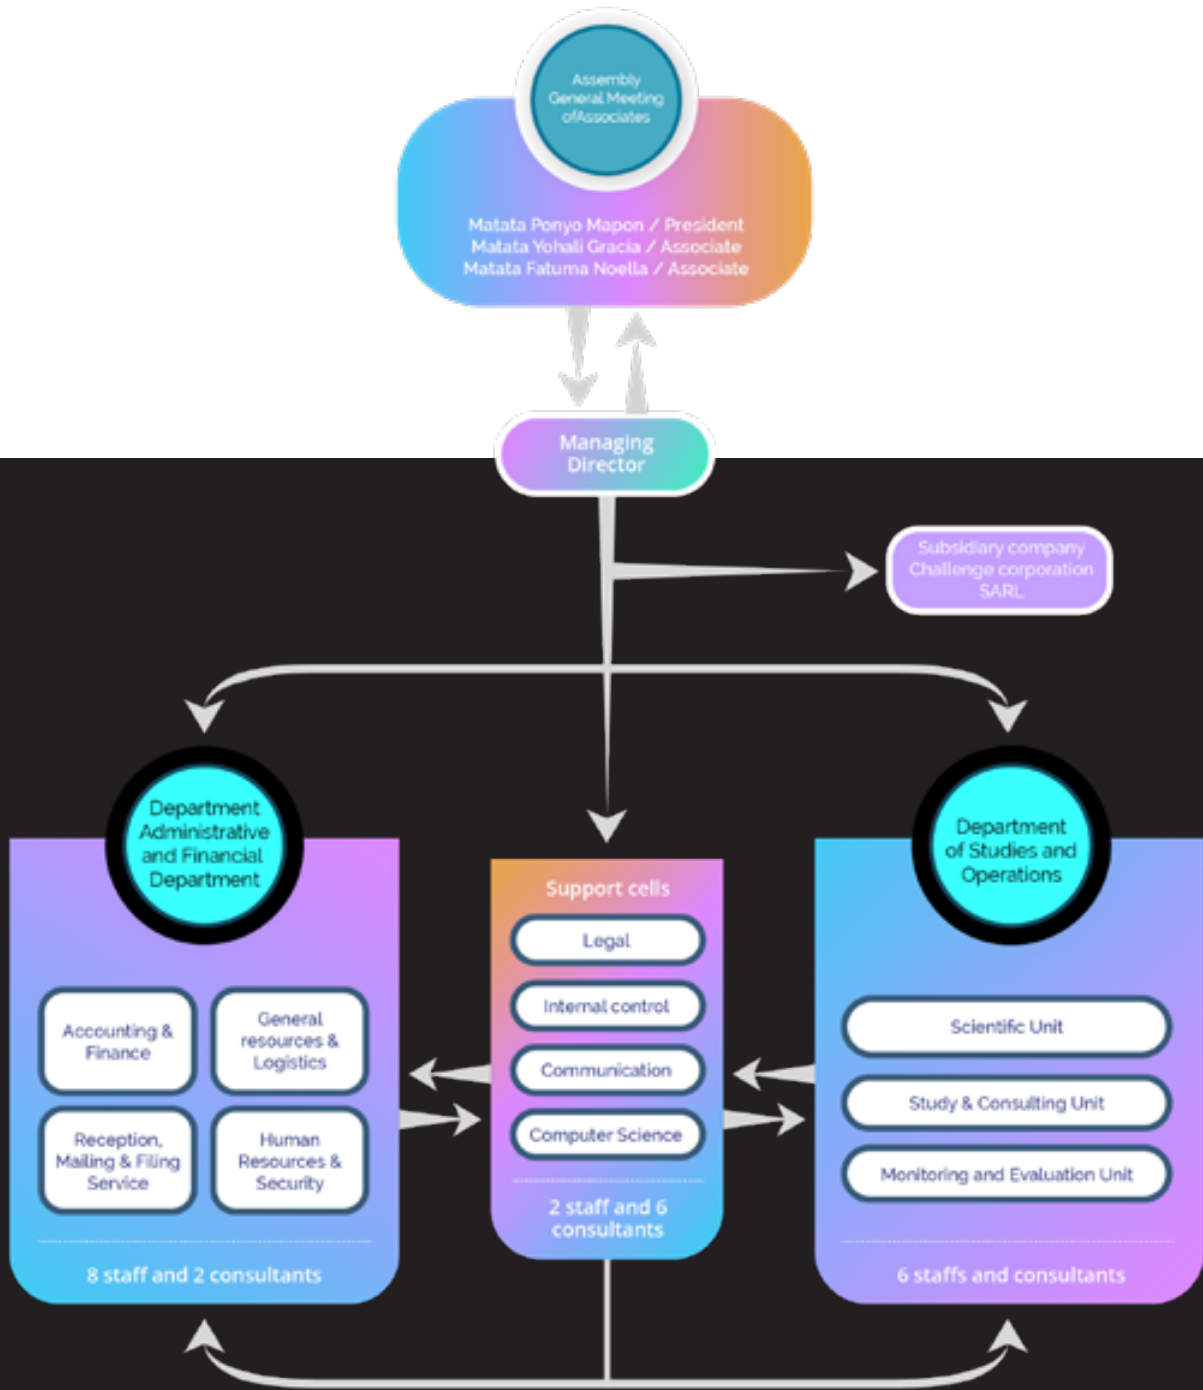 Assembly
General Meeting
ofAssociates
Matata Ponyo Mapon / President
Matata Yohali Gracia / Associate
Matata Fatuma Noella / Associate
Managing
Director
Subsidiary company
Challenge corporation
SARL
Department
Administrative
and Financial
Department
Accounting &
Finance
General
resources &
Logistics
Reception,
Mailing & Filing
Service
Human
Resources &
Security
8 staff and 2 consultants
Support cells
Legal
Internal control
Communication
Computer Science
2 staff and 6
consultants
Department
of Studies and
Operations
Scientific Unit
Study & Consulting Unit
Monitoring and Evaluation Unit
6 staffs and consultants